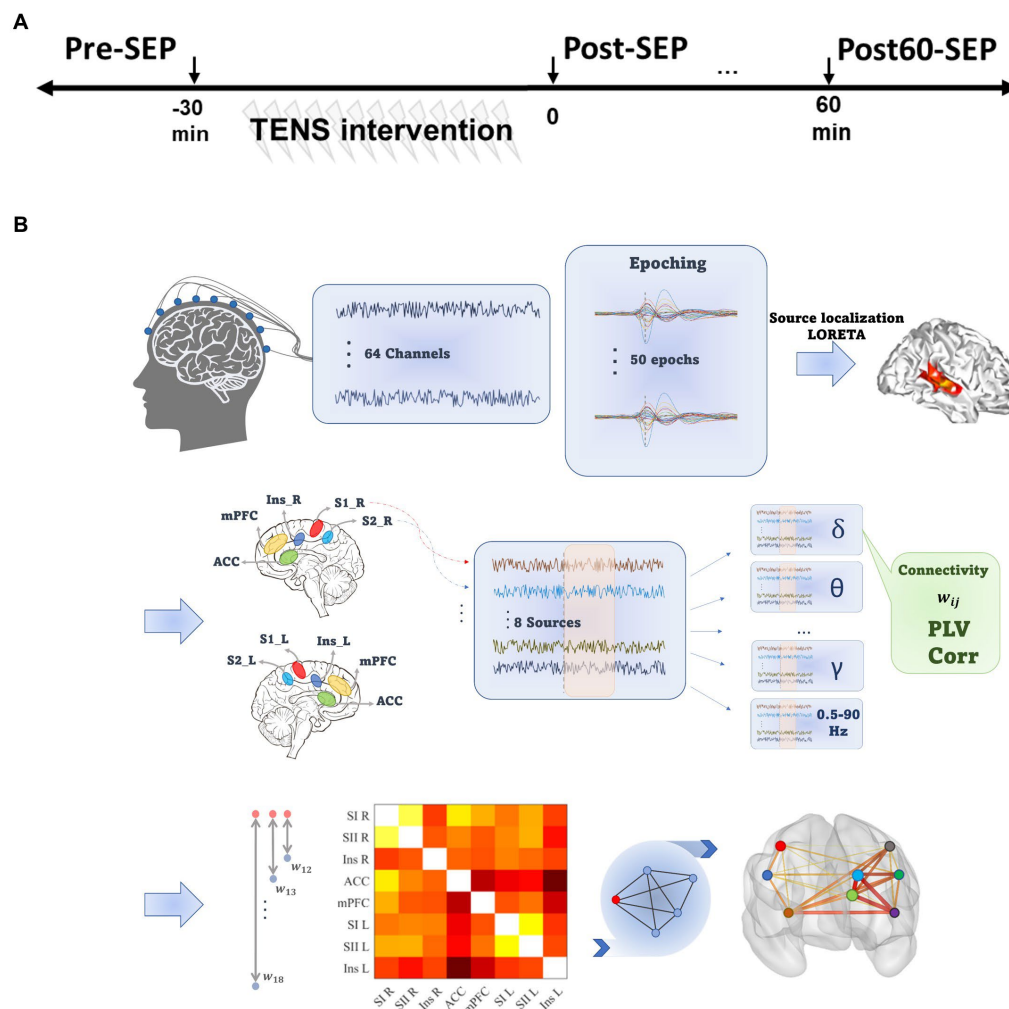 A
Pre-SEP
Post-SEP
Post60-SEP
...
-30
min
TENS intervention
0
60
min
B
64 Channels
Epoching
50 epochs
Source localization
LORETA
Ins_R
S1_R
mPFC
S2_R
ACC
S1_L
Ins_L
S2_L
mPFC
ACC
8 Sources
δ
θ
...
γ
0.5-90
Hz
Connectivity
wij
PLV
Corr
w12
w13
w18
SI R
SII R
Ins R
ACC
mPFC
SI L
SII L
Ins L
SI R
SII R
Ins R
ACC
mPFC
SI L
SII L
Ins L